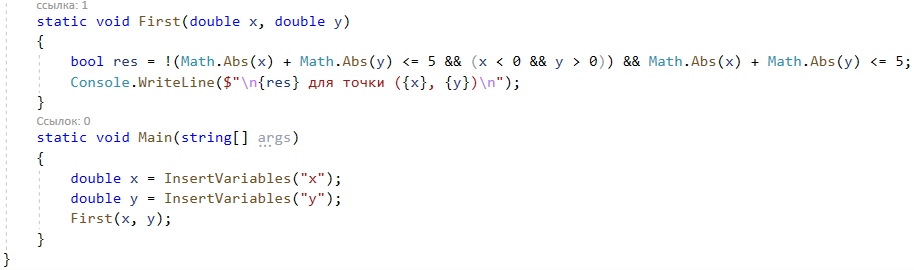 ссылка: 1
static void First(double x, double y)
{
bool res = !(Math.Abs(x) + Math.Abs(y) <= 5 && (x < 0 && y > 0)) && Math.Abs(x) + Math.Abs(y) <= 5;
Console.WriteLine($"\n{res} для точки ({x}, {y})\n");
}
Ссылок: 0
static void Main(string[] args)
{
double x = InsertVariables("x");
double y = InsertVariables("y");
First(x, y);
}
}